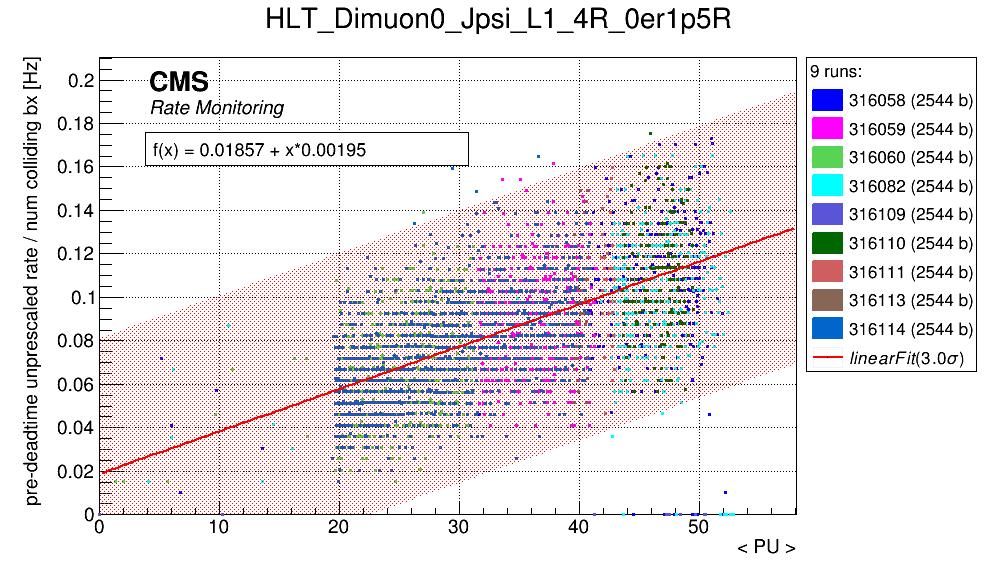 HLT_Dimuon0_Jpsi_L1_4R_0er1p5R
pre-deadtime unprescaled rate / num colliding bx [Hz]
0.2
0.18
0.16
0.14
0.12
0.1
0.08
0.06
0.04
0.02
0
CMS
Rate Monitoring
f(x) = 0.01857 + x*0.00195
0 10 20 30 40 50
< PU >
9 runs:
316058 (2544 b)
316059 (2544 b)
316060 (2544 b)
316082 (2544 b)
316109 (2544 b)
316110 (2544 b)
316111 (2544 b)
316113 (2544 b)
316114 (2544 b)
linearFit(3.0σ)